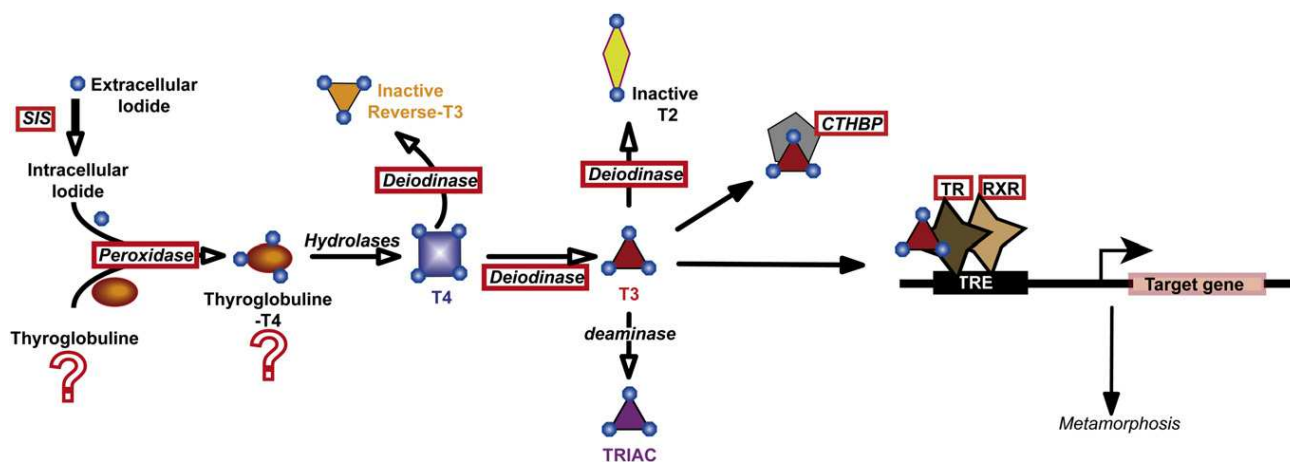 Extracellular
Iodide
SIS
Intracellular
Iodide
Peroxidase
Thyroglobuline
?
Thyroglobuline
-T4
?
Hydrolases
Inactive
Reverse-T3
Deiodinase
T4
Deiodinase
Inactive
T2
Deiodinase
T3
deaminase
TRIAC
CTHBP
TR
RXR
TRE
Target gene
Metamorphosis